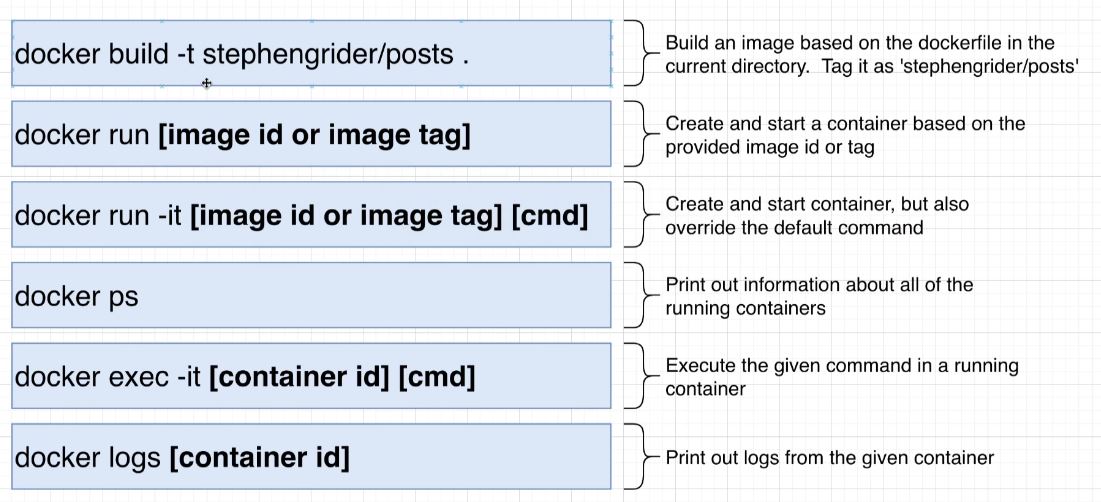 docker build -t stephengrider/posts .
Build an image based on the dockerfile in the
current directory.  Tag it as 'stephengrider/posts'
docker run [image id or image tag]
Create and start a container based on the
provided image id or tag
docker run -it [image id or image tag] [cmd]
Create and start container, but also
override the default command
docker ps
Print out information about all of the
running containers
docker exec -it [container id] [cmd]
Execute the given command in a running
container
docker logs [container id]
Print out logs from the given container